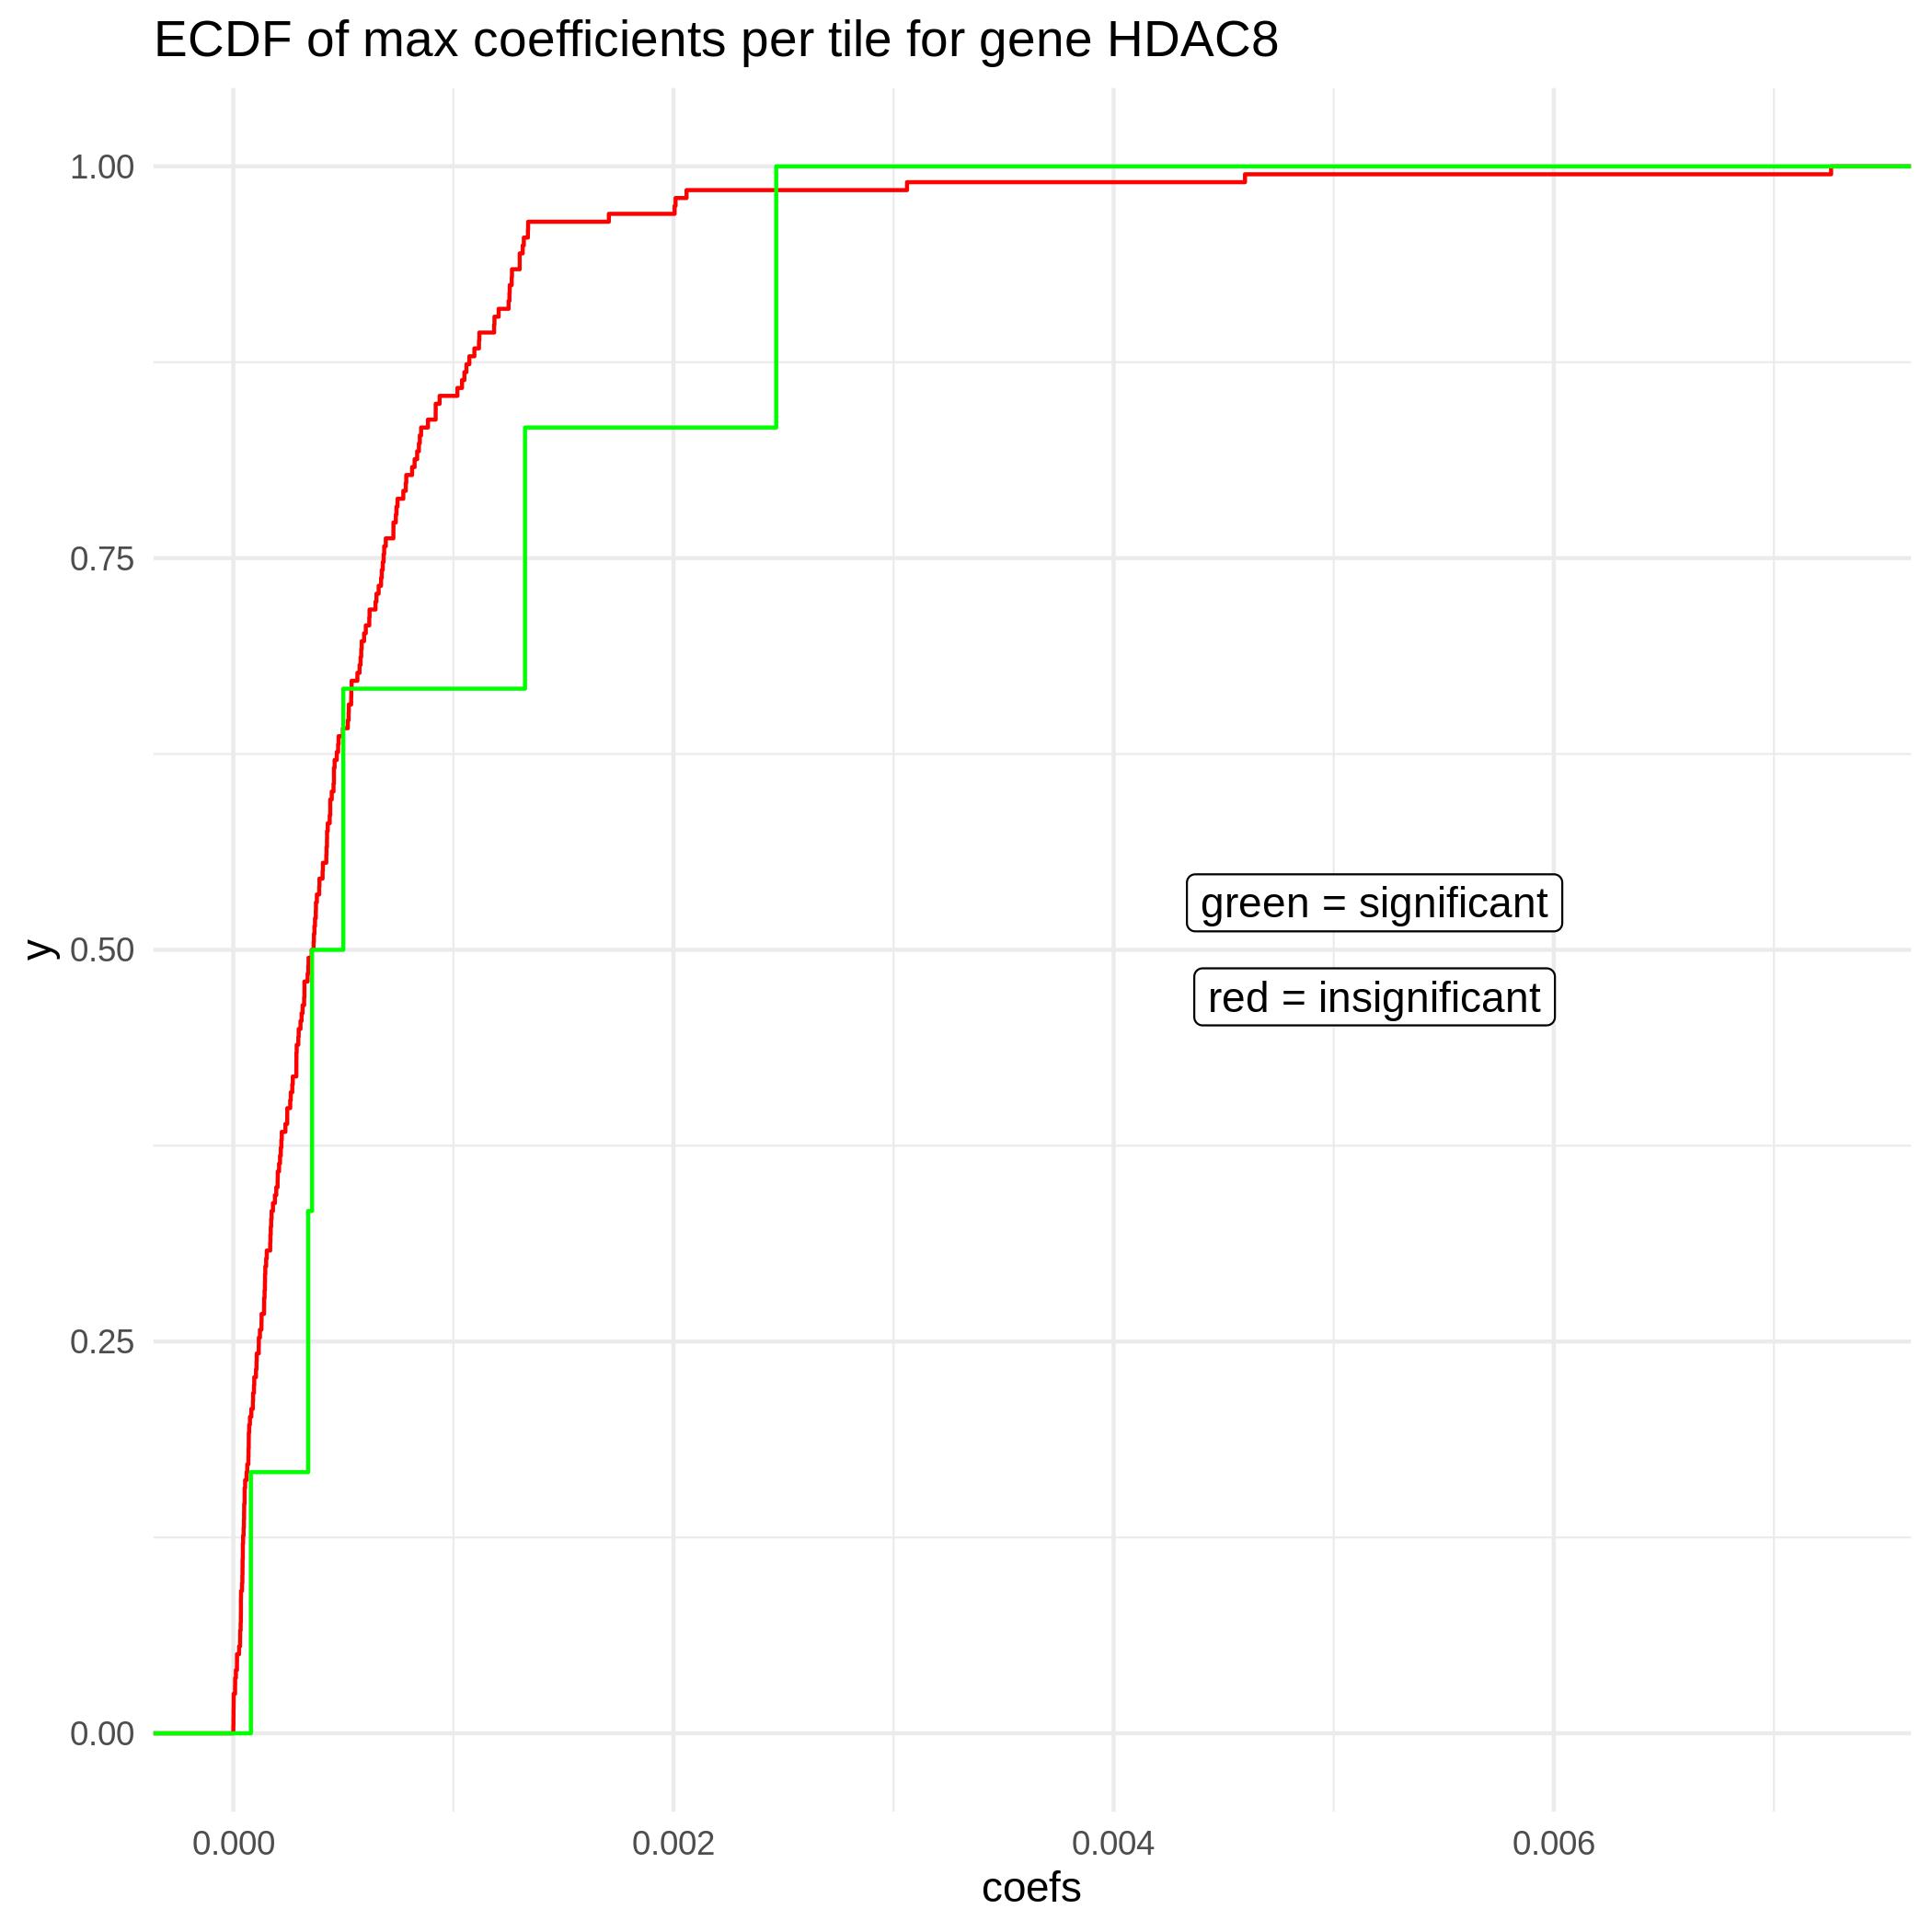 ECDF of max coefficients per tile for gene HDAC8
1.00
0.75
y
0.50
0.25
0.00
green = significant
red = insignificant
0.000
0.002
0.004
0.006
coefs